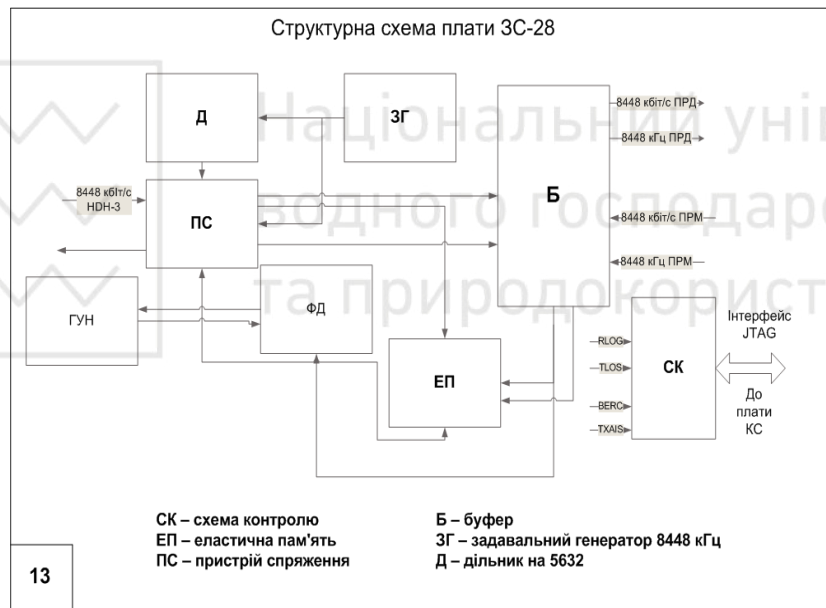 Структурна схема плати ЗС-28
Національний уні
водного господар
та природокорист
Д
ЗГ
Б
8448 кбіт/с ПРД
8448 кГц ПРД
8448 кбіт/с
HDH-3
ПС
8448 кбіт/с ПРМ
8448 кГц ПРМ
ГУН
ФД
ЕП
RLOG
TLOS
BERC
TXAIS
СК
Інтерфейс
JTAG
До
плати
КС
СК – схема контролю
ЕП – еластична пам'ять
ПС – пристрій спряження
Б – буфер
ЗГ – задавальний генератор 8448 кГц
Д – дільник на 5632
13